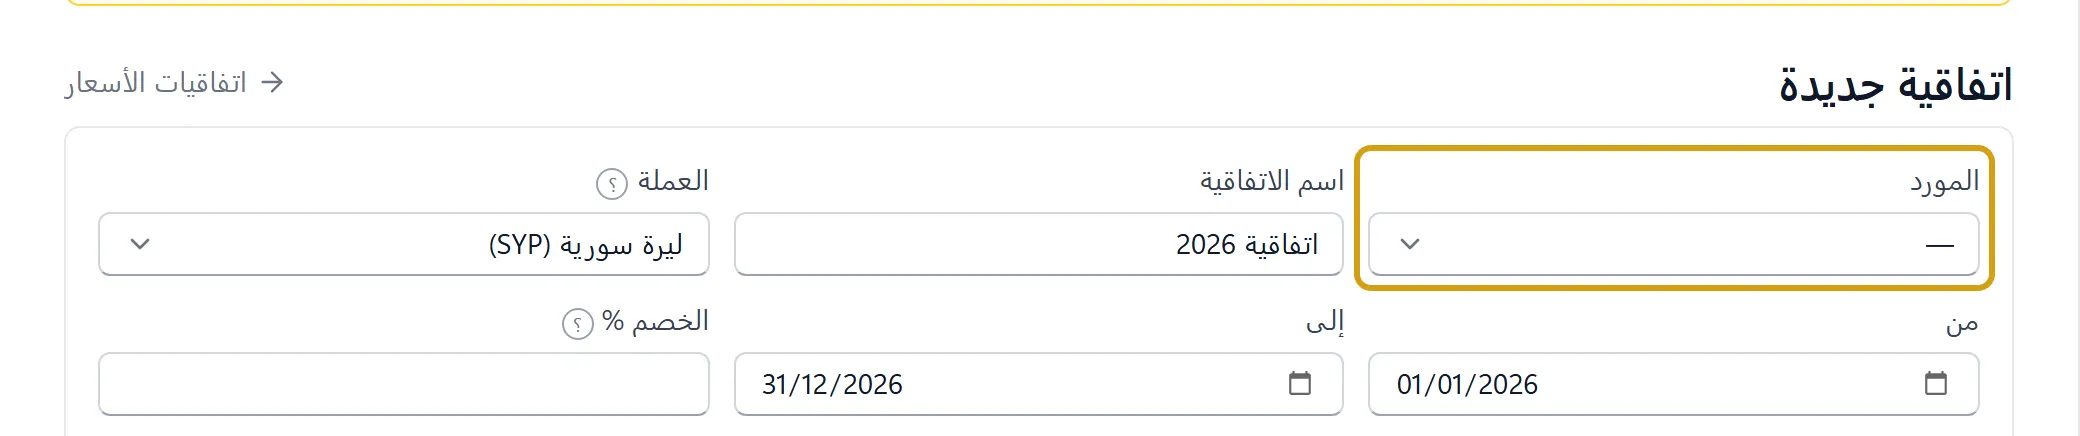 اتفاقية جديدة
→ اتفاقيات الأسعار
المورد
—
اسم الاتفاقية
اتفاقية 2026
العملة ؟
ليرة سورية (SYP)
من
01/01/2026
إلى
31/12/2026
الخصم % ؟